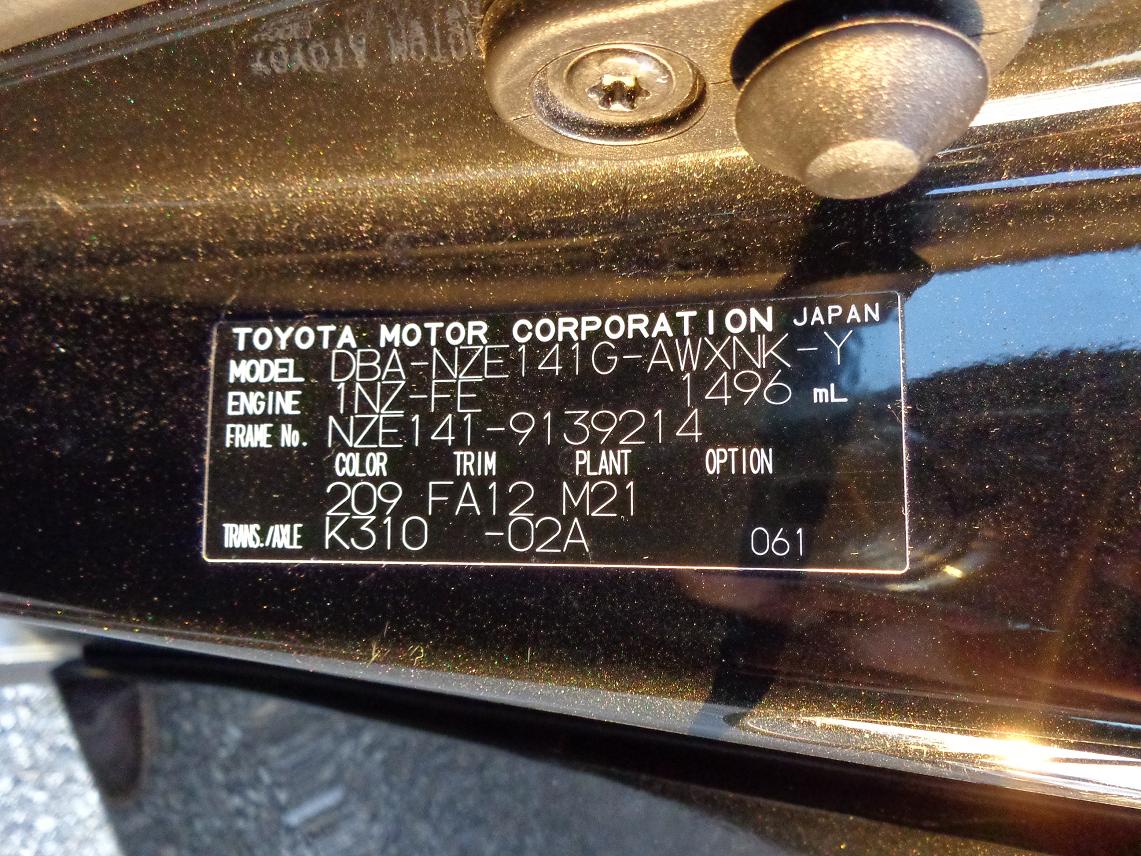 TOYOTA MOTOR CORPORATION JAPAN
MODEL DBA-NZE141G-AWXNK-Y
ENGINE 1NZ-FE 1496 mL
FRAME No. NZE141-9139214
COLOR TRIM PLANT OPTION
209 FA12 M21
TRANS./AXLE K310 -02A 061